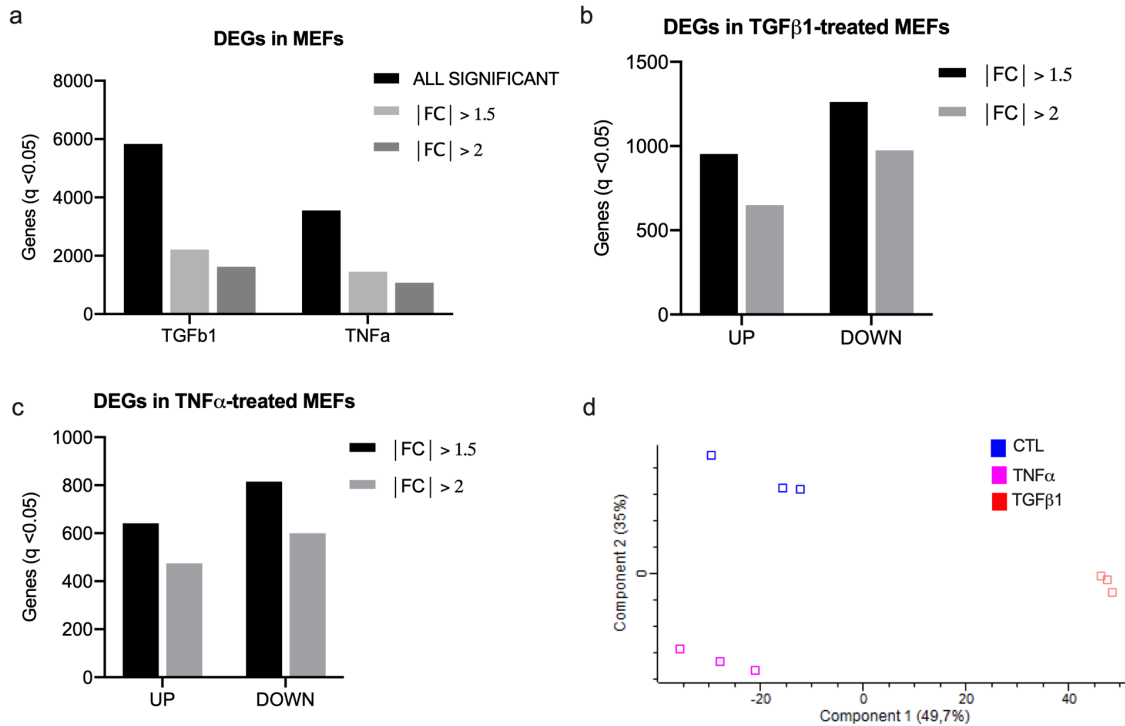 a
DEGs in MEFs
Genes (q <0.05)
8000
6000
4000
2000
0
TGFb1
TNFa
ALL SIGNIFICANT
|FC| > 1.5
|FC| > 2
b
DEGs in TGFβ1-treated MEFs
Genes (q <0.05)
1500
1000
500
0
UP
DOWN
|FC| > 1.5
|FC| > 2
c
DEGs in TNFα-treated MEFs
Genes (q <0.05)
1000
800
600
400
200
0
UP
DOWN
|FC| > 1.5
|FC| > 2
d
CTL
TNFα
TGFβ1
Component 2 (35%)
0
-20
0
20
40
Component 1 (49,7%)